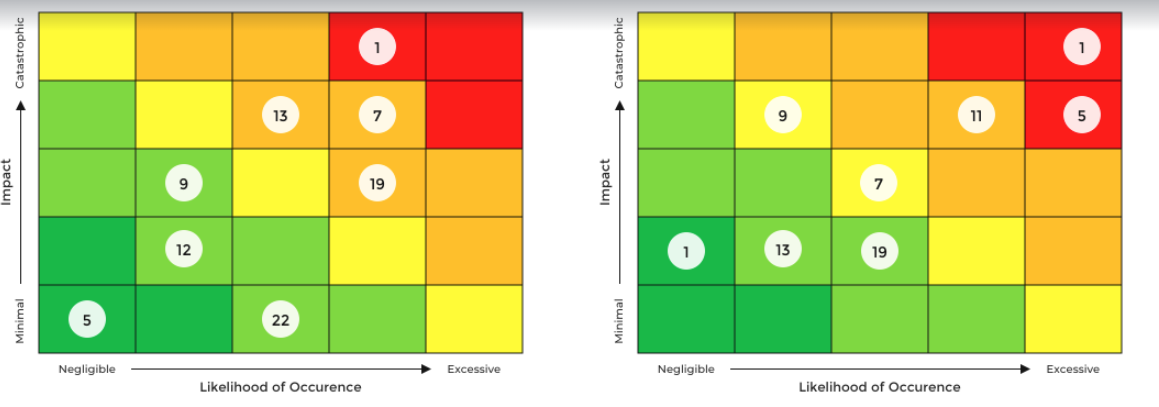 Catastrophic
Impact
Minimal
1
13
7
9
19
12
5
22
Negligible
Excessive
Likelihood of Occurence
Catastrophic
Impact
Minimal
1
9
11
5
7
1
13
19
Negligible
Excessive
Likelihood of Occurence